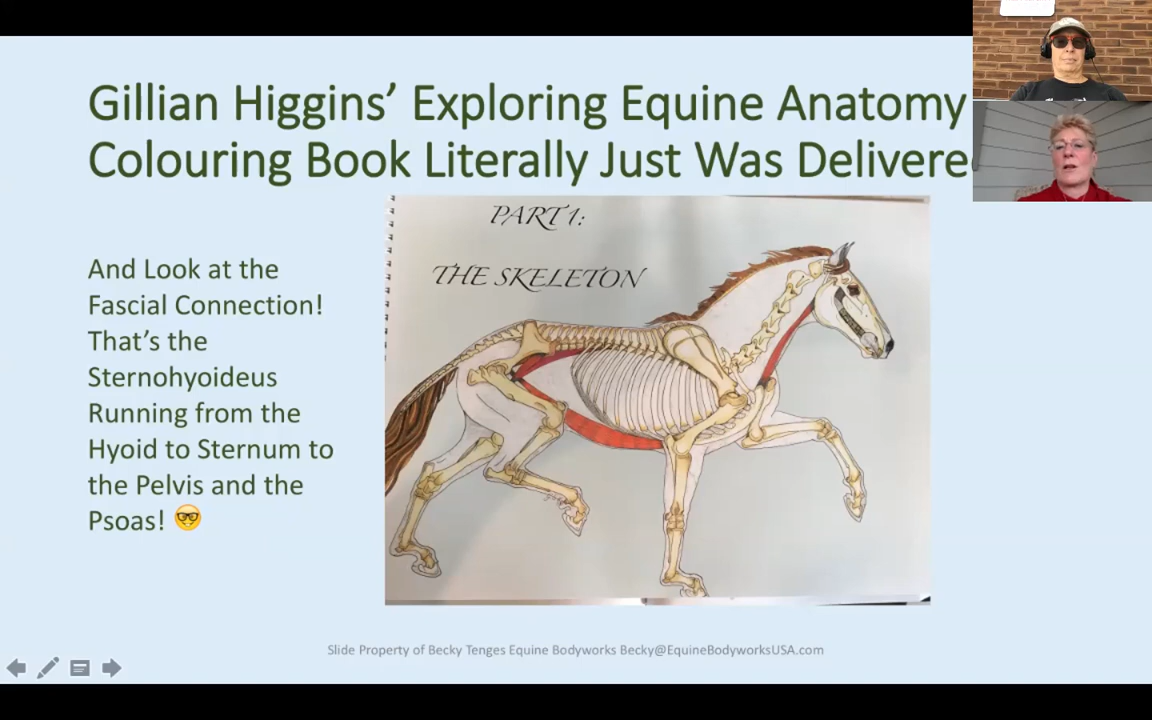 Gillian Higgins’ Exploring Equine Anatomy
Colouring Book Literally Just Was Delivere
And Look at the
Fascial Connection!
That’s the
Sternohyoideus
Running from the
Hyoid to Sternum to
the Pelvis and the
Psoas! 🤓
PART 1:
THE SKELETON
Slide Property of Becky Tenges Equine Bodyworks Becky@EquineBodyworksUSA.com